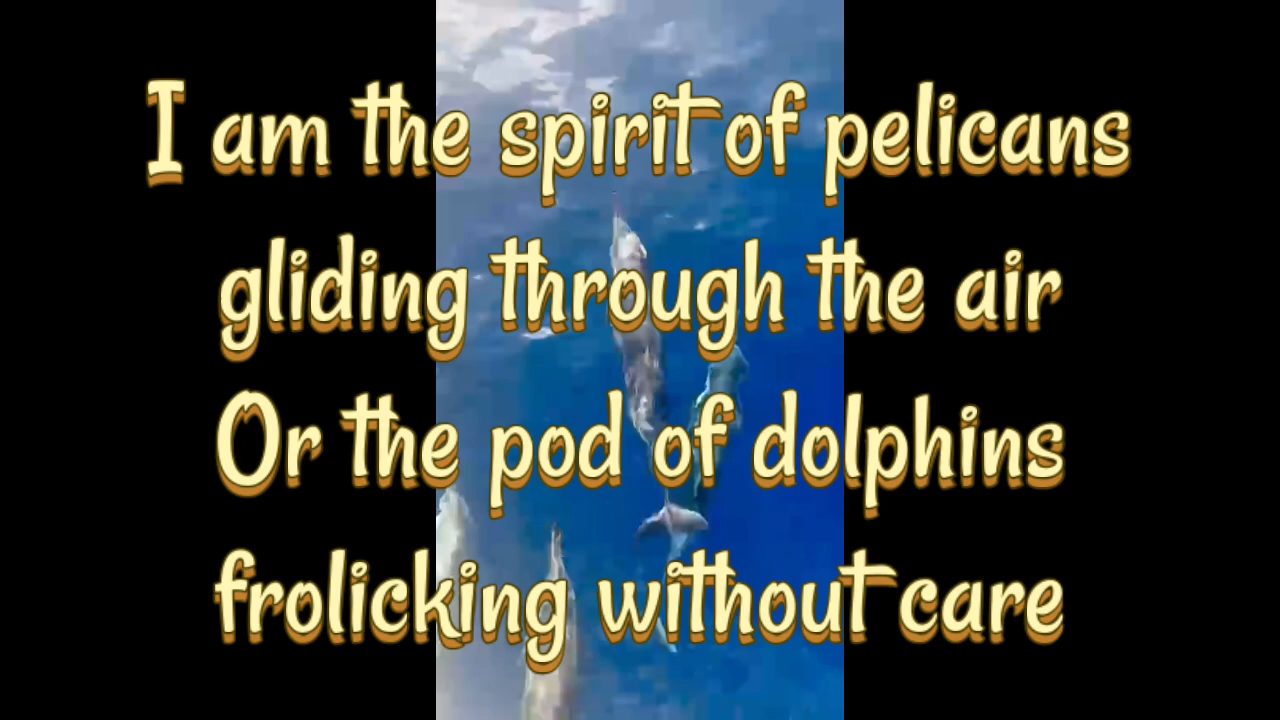 I am the spirit of pelicans
gliding through the air
Or the pod of dolphins
frolicking without care